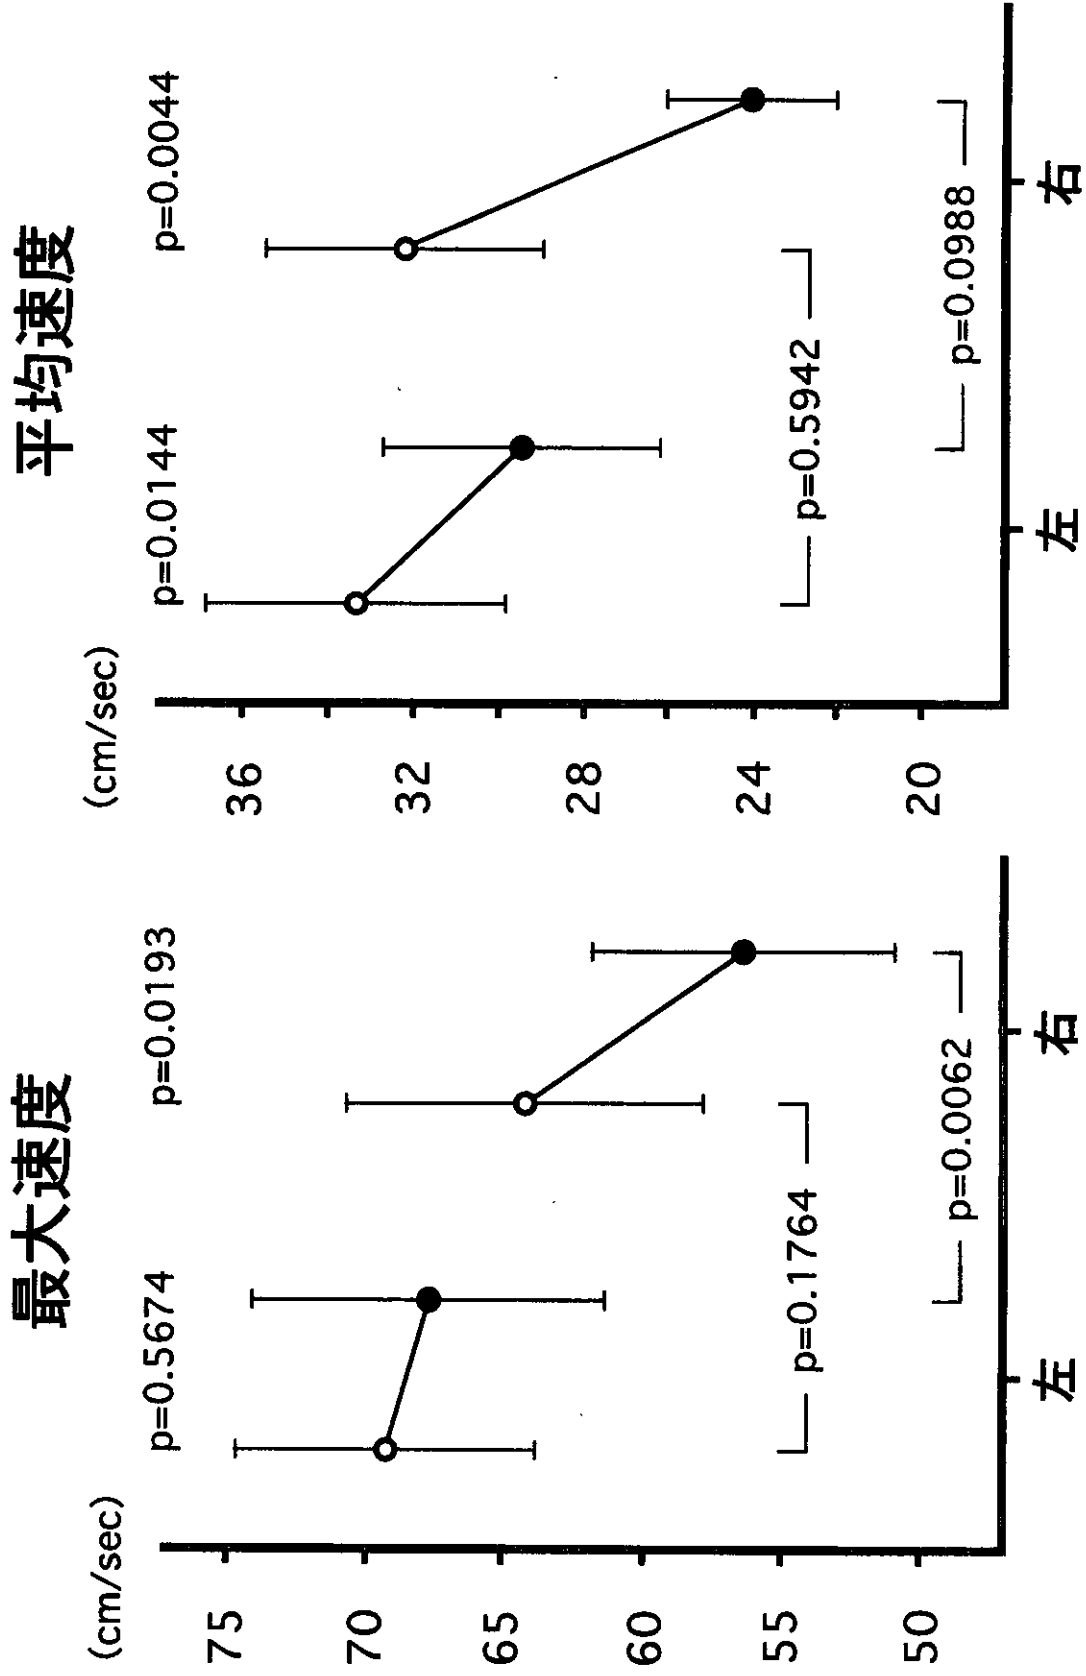 最大速度
(cm/sec)
p=0.5674
p=0.0193
75
70
65
60
55
50
p=0.1764
p=0.0062
左
右
平均速度
(cm/sec)
p=0.0144
p=0.0044
36
32
28
24
20
p=0.5942
p=0.0988
左
右